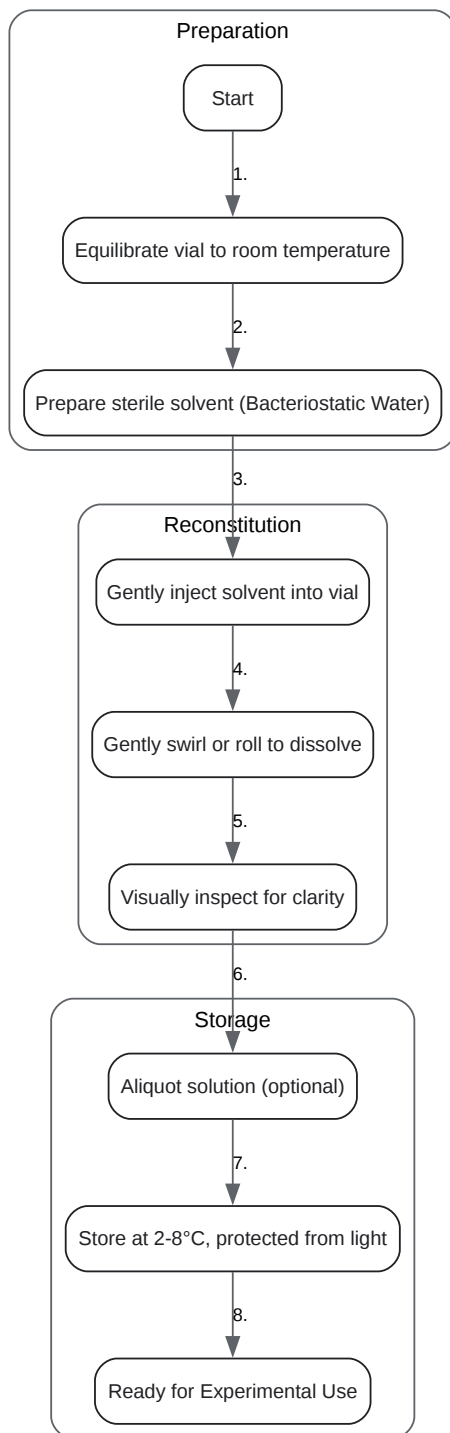 Preparation
Start
1.
Equilibrate vial to room temperature
2.
Prepare sterile solvent (Bacteriostatic Water)
3.
Reconstitution
Gently inject solvent into vial
4.
Gently swirl or roll to dissolve
5.
Visually inspect for clarity
6.
Storage
Aliquot solution (optional)
7.
Store at 2-8°C, protected from light
8.
Ready for Experimental Use